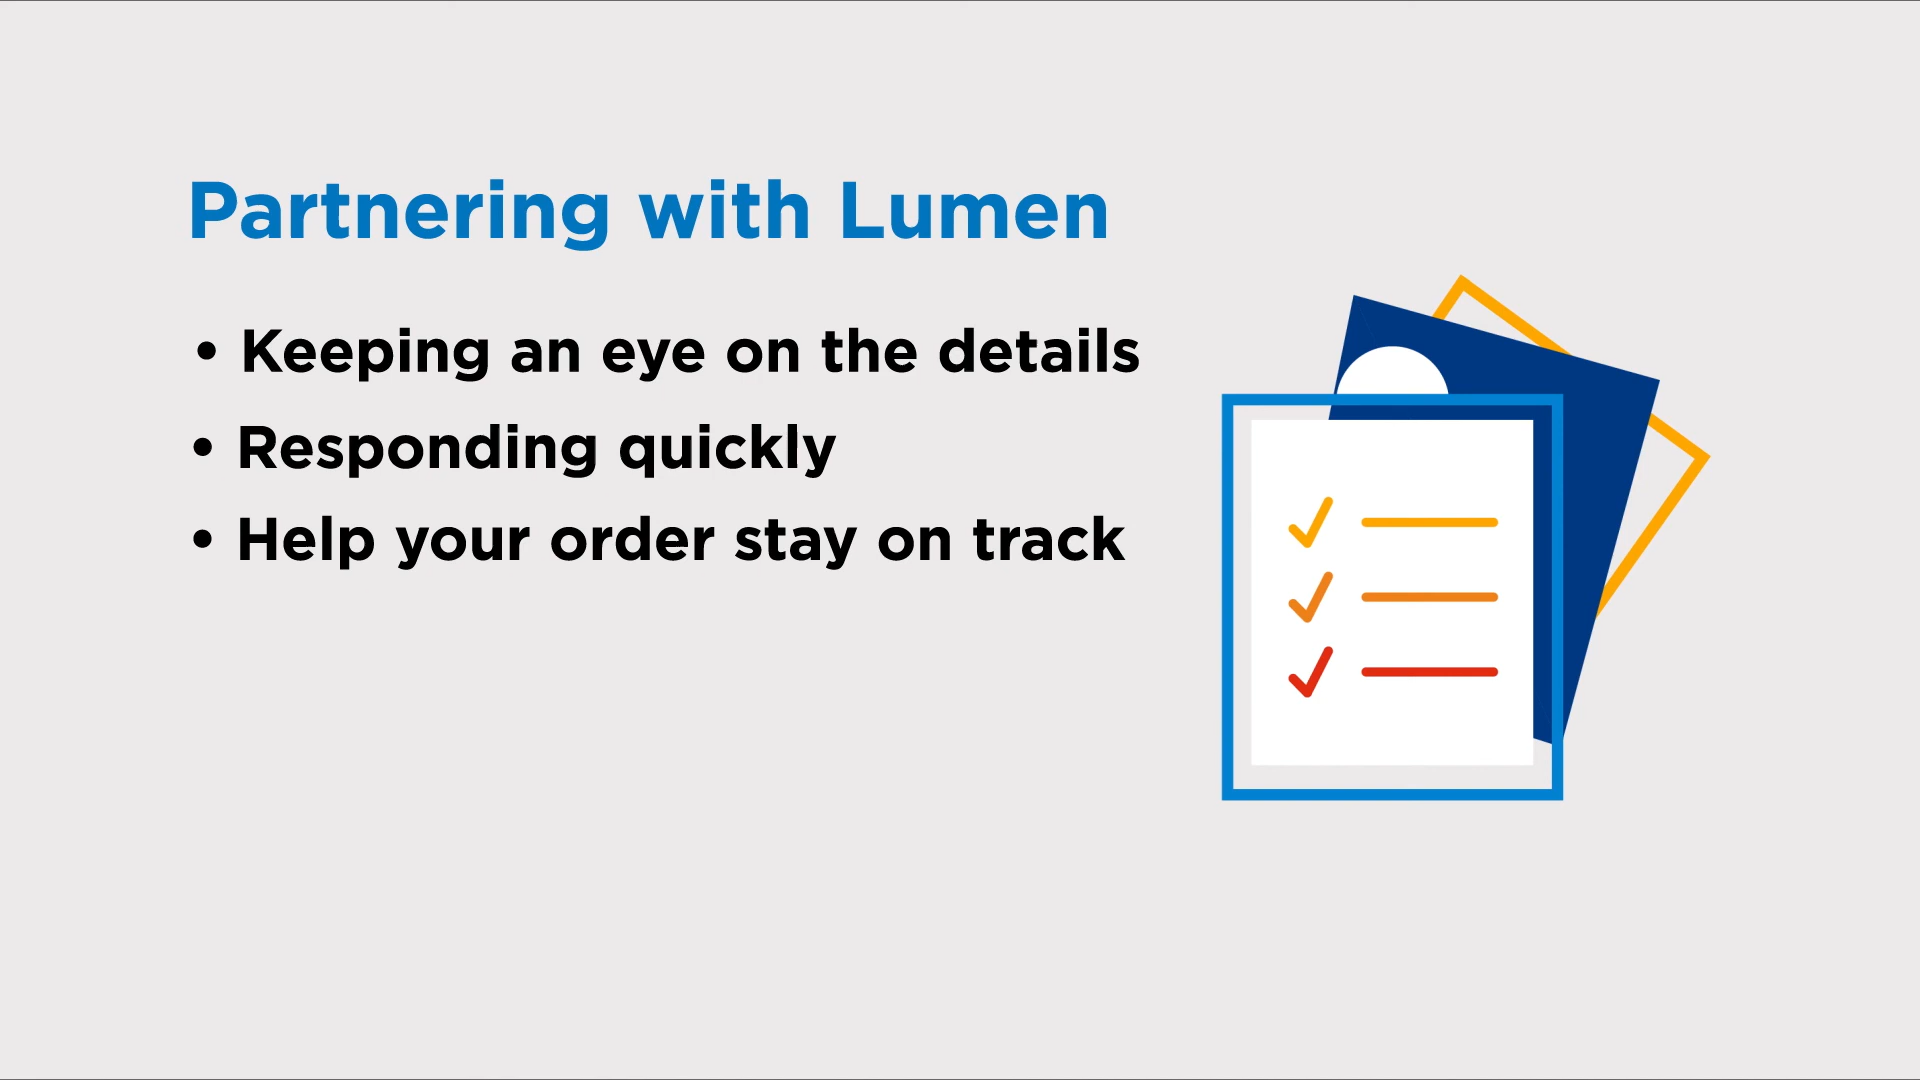 Partnering with Lumen
• Keeping an eye on the details
• Responding quickly
• Help your order stay on track